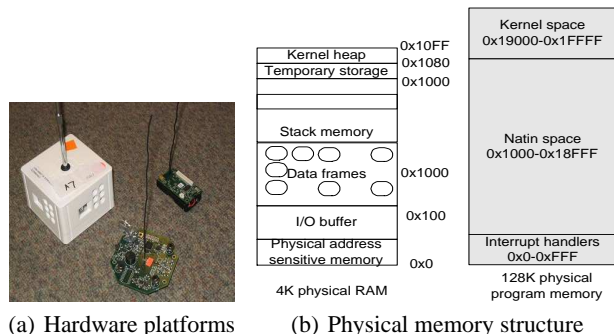 Kernel heap
Temporary storage
Stack memory
Data frames
I/O buffer
Physical address
sensitive memory
0x10FF
0x1080
0x1000
0x1000
0x100
0x0
4K physical RAM
Kernel space
0x19000-0x1FFFF
Natin space
0x1000-0x18FFF
Interrupt handlers
0x0-0xFFF
128K physical
program memory
(a) Hardware platforms
(b) Physical memory structure